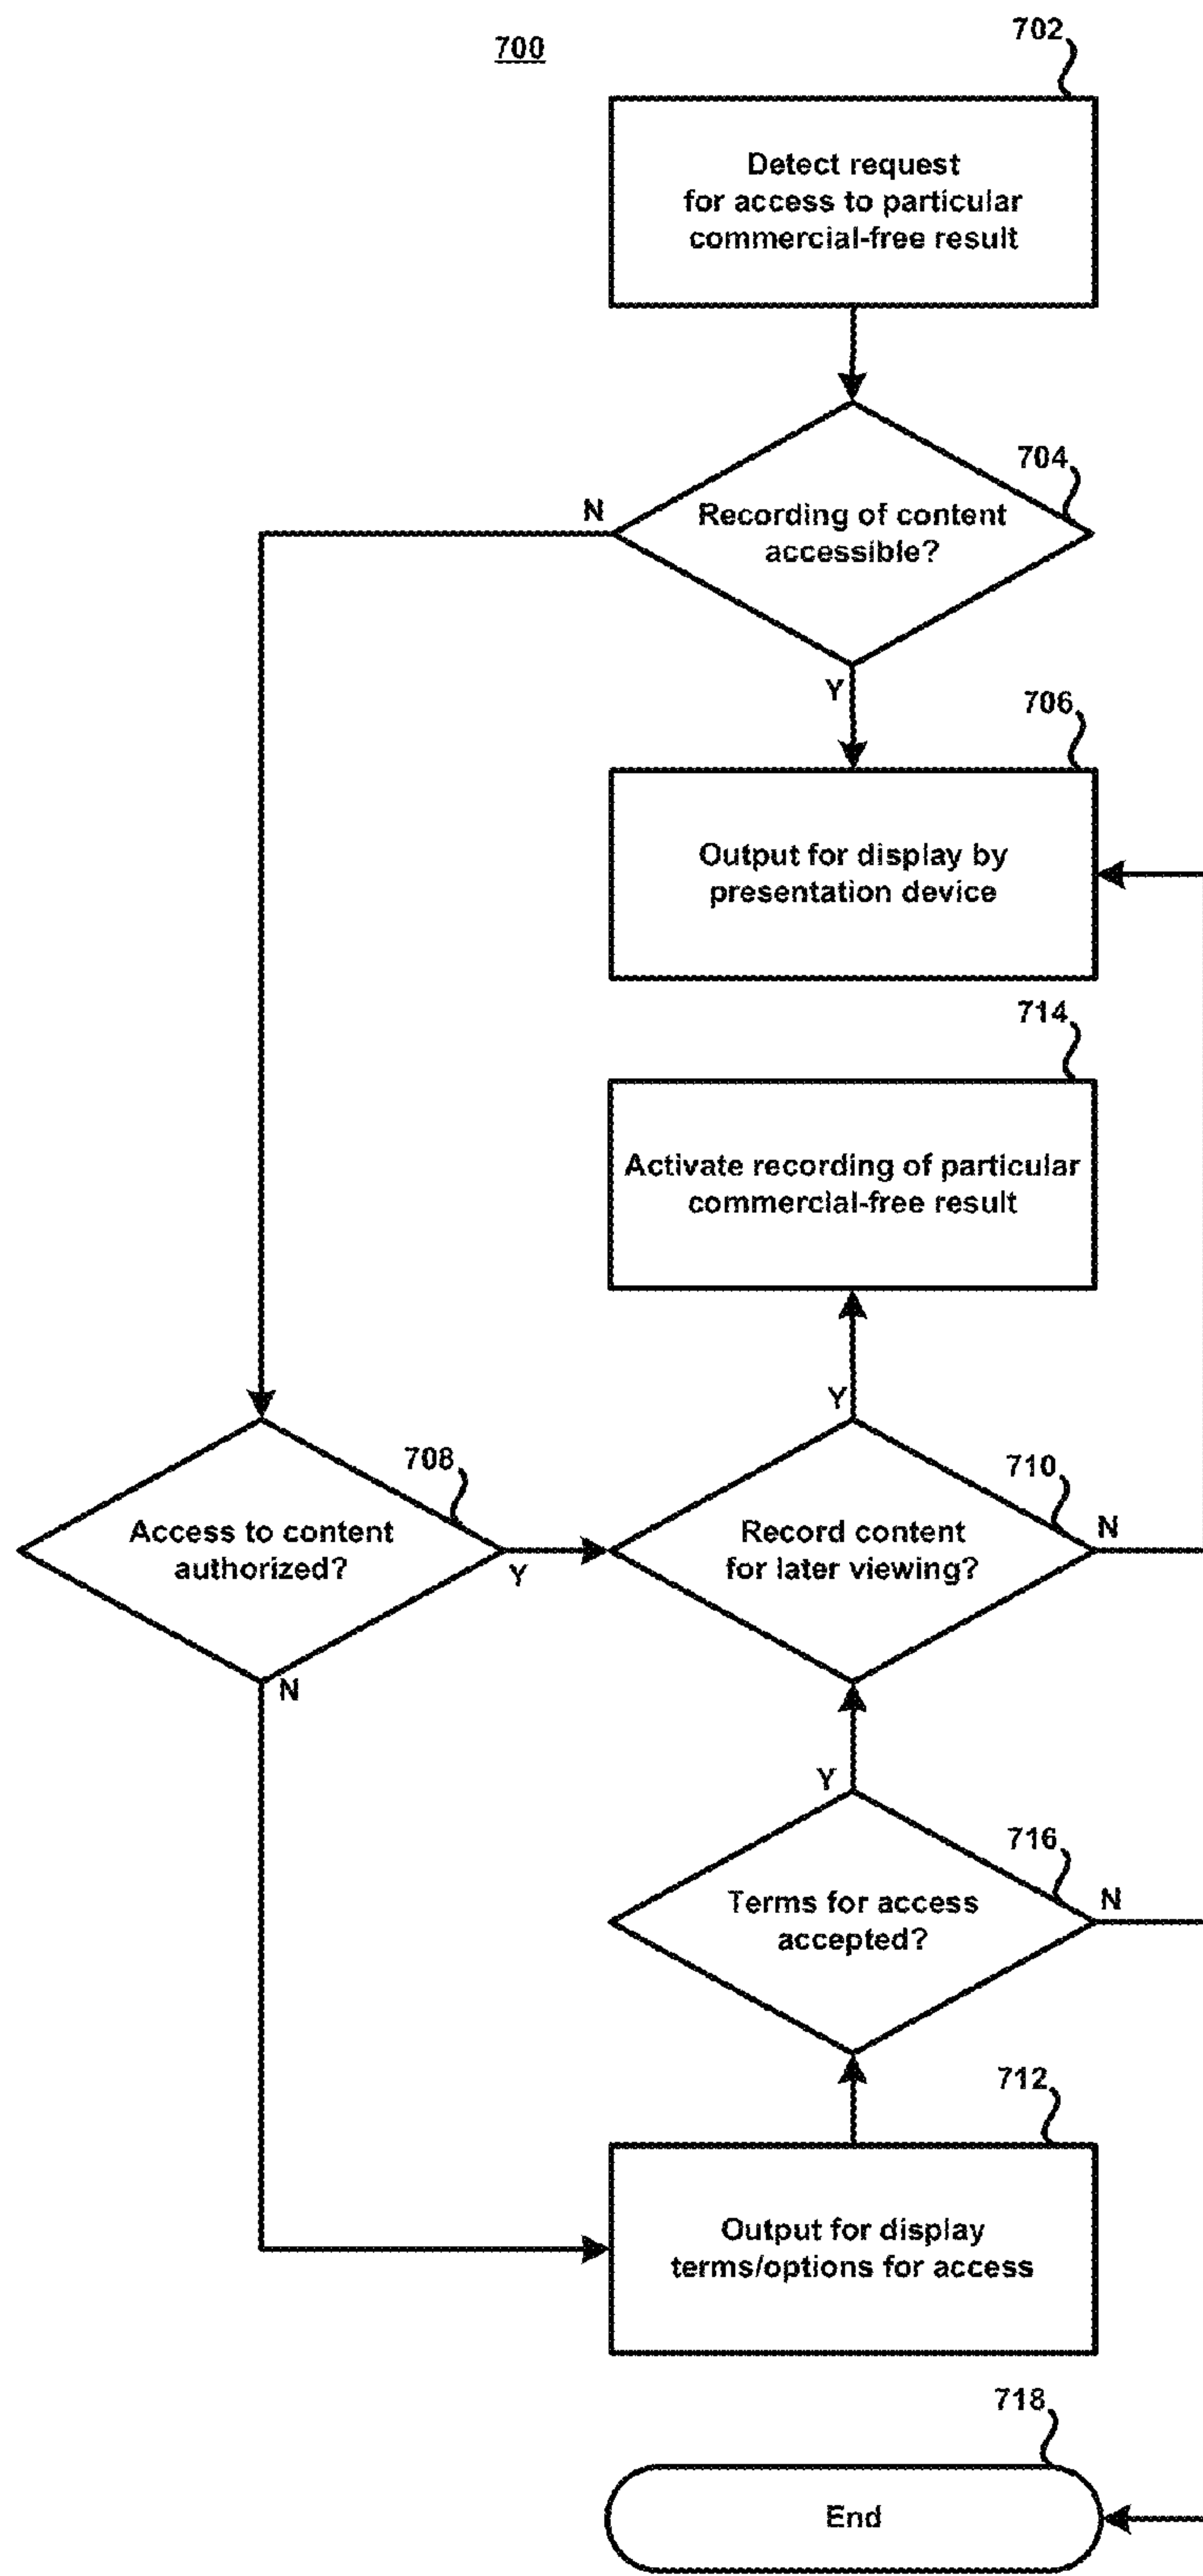 700
702
Detect request
for access to particular
commercial-free result
704
N
Recording of content
accessible?
Y
706
Output for display by
presentation device
714
Activate recording of particular
commercial-free result
Y
708
Access to content
authorized?
Y
N
710
Record content
for later viewing?
N
Y
716
Terms for access
accepted?
N
712
Output for display
terms/options for access
718
End